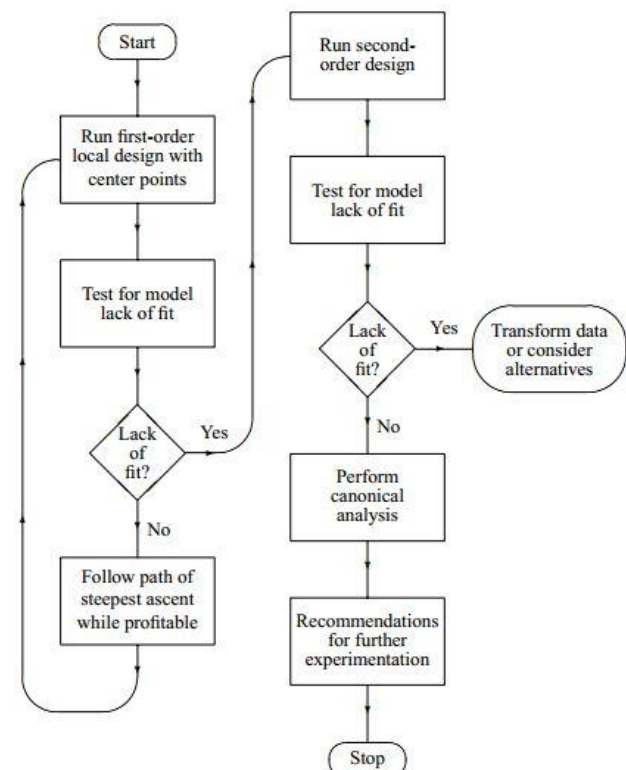 Start
Run first-order
local design with
center points
Test for model
lack of fit
Lack
of
fit?
Yes
No
Follow path of
steepest ascent
while profitable
Run second-
order design
Test for model
lack of fit
Lack
of
fit?
Yes
Transform data
or consider
alternatives
No
Perform
canonical
analysis
Recommendations
for further
experimentation
Stop